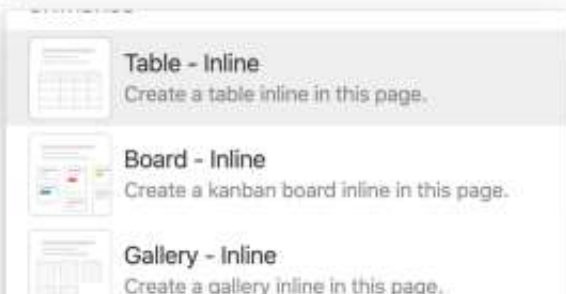 Table - Inline
Create a table inline in this page.
Board - Inline
Create a kanban board inline in this page.
Gallery - Inline
Create a gallery inline in this page.